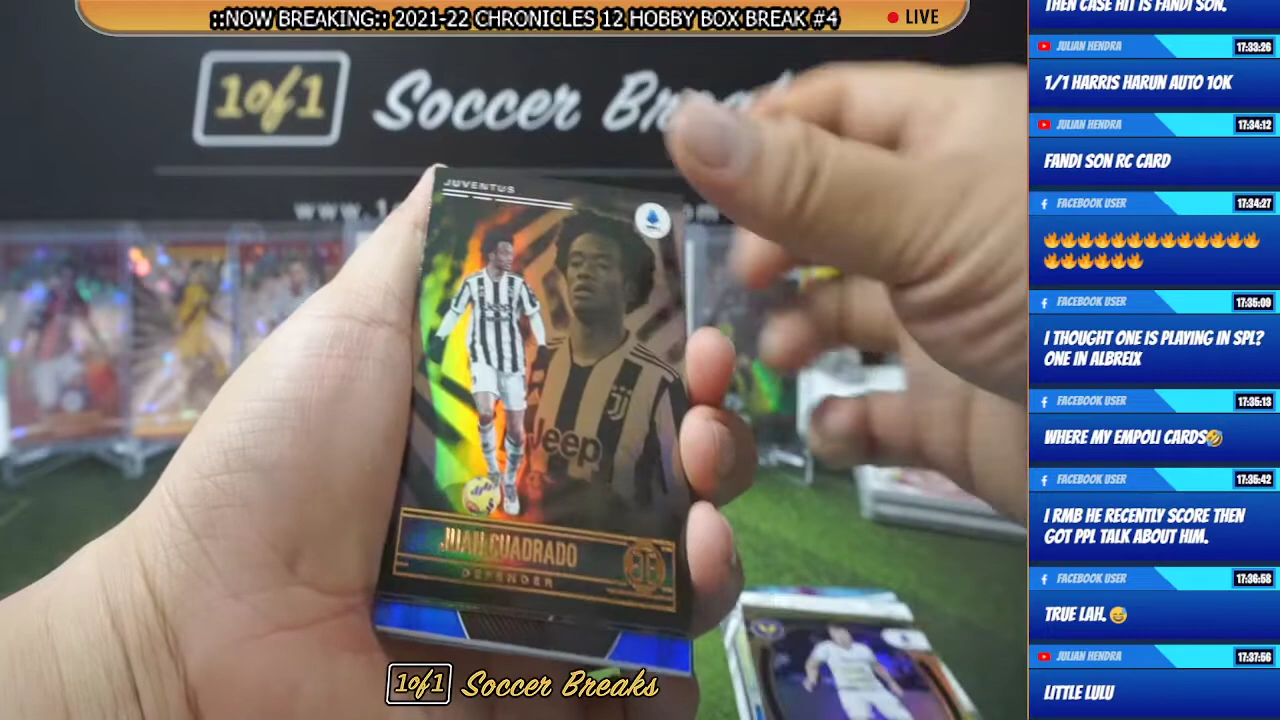 ::NOW BREAKING:: 2021-22 CHRONICLES 12 HOBBY BOX BREAK #4
LIVE
1of1 Soccer Brea
www.1
JUVENTUS
Jeep
JUAN CUADRADO
DEFENDER
1of1 Soccer Breaks
THEN CASE HIT IS FANDI SON.
JULIAN HENDRA 17:33:26
1/1 HARRIS HARUN AUTO 10K
JULIAN HENDRA 17:34:12
FANDI SON RC CARD
FACEBOOK USER 17:34:27
🔥🔥🔥🔥🔥🔥🔥🔥🔥🔥🔥🔥🔥
🔥🔥🔥🔥🔥🔥
FACEBOOK USER 17:35:09
I THOUGHT ONE IS PLAYING IN SPL?
ONE IN ALBREIX
FACEBOOK USER 17:35:13
WHERE MY EMPOLI CARDS🤣
FACEBOOK USER 17:35:42
I RMB HE RECENTLY SCORE THEN
GOT PPL TALK ABOUT HIM.
FACEBOOK USER 17:36:58
TRUE LAH. 😅
JULIAN HENDRA 17:37:56
LITTLE LULU